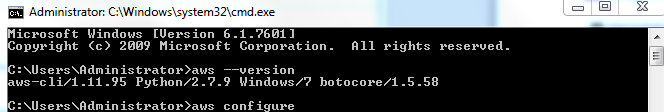 Administrator: C:\Windows\system32\cmd.exe
Microsoft Windows [Version 6.1.7601]
Copyright (c) 2009 Microsoft Corporation.  All rights reserved.
C:\Users\Administrator>aws --version
aws-cli/1.11.95 Python/2.7.9 Windows/7 botocore/1.5.58
C:\Users\Administrator>aws configure